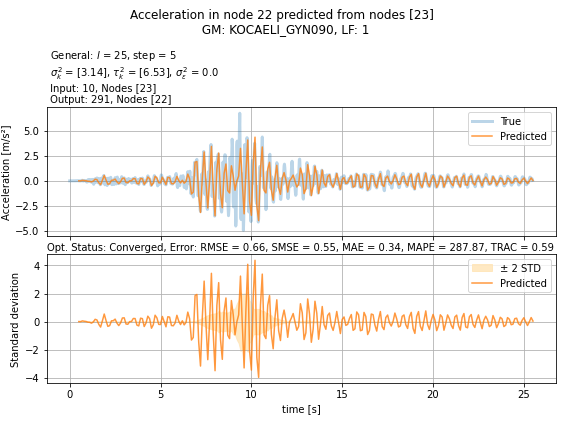 Acceleration in node 22 predicted from nodes [23]
GM: KOCAELI_GYN090, LF: 1
General: l = 25, step = 5
σ²ₖ = [3.14], τ²ₖ = [6.53], σ²ε = 0.0
Input: 10, Nodes [23]
Output: 291, Nodes [22]
Acceleration [m/s²]
5.0
2.5
0.0
−2.5
−5.0
True
Predicted
Opt. Status: Converged, Error: RMSE = 0.66, SMSE = 0.55, MAE = 0.34, MAPE = 287.87, TRAC = 0.59
Standard deviation
4
2
0
−2
−4
± 2 STD
Predicted
0 5 10 15 20 25
time [s]